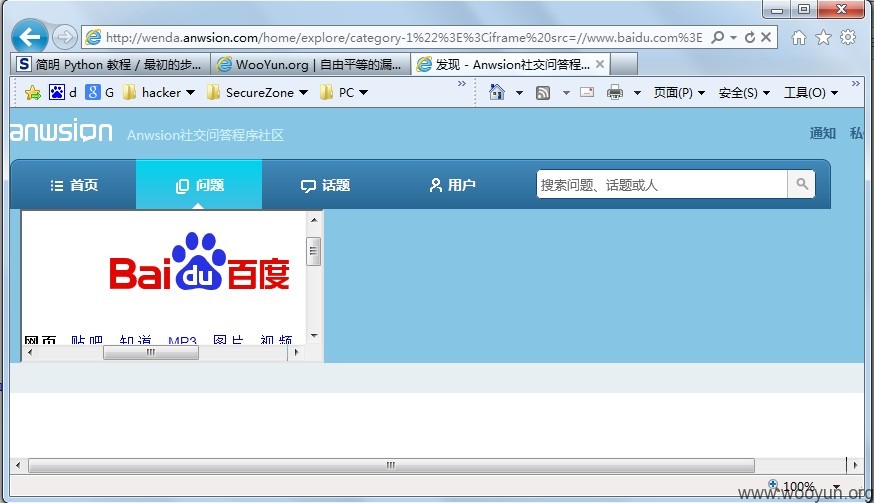 http://wenda.anwsion.com/home/explore/category-1%22%3E%3Ciframe%20src=//www.baidu.com%3E
简明 Python 教程 / 最初的步... WooYun.org | 自由平等的漏... 发现 - Anwsion社交问答程...
d G hacker SecureZone PC 页面(P) 安全(S) 工具(O)
anwsion Anwsion社交问答程序社区 通知 私
首页 问题 话题 用户 搜索问题、话题或人
Bai du 百度
网页 贴吧 知道 MP3 图片 视频
100%
www.wooyun.org